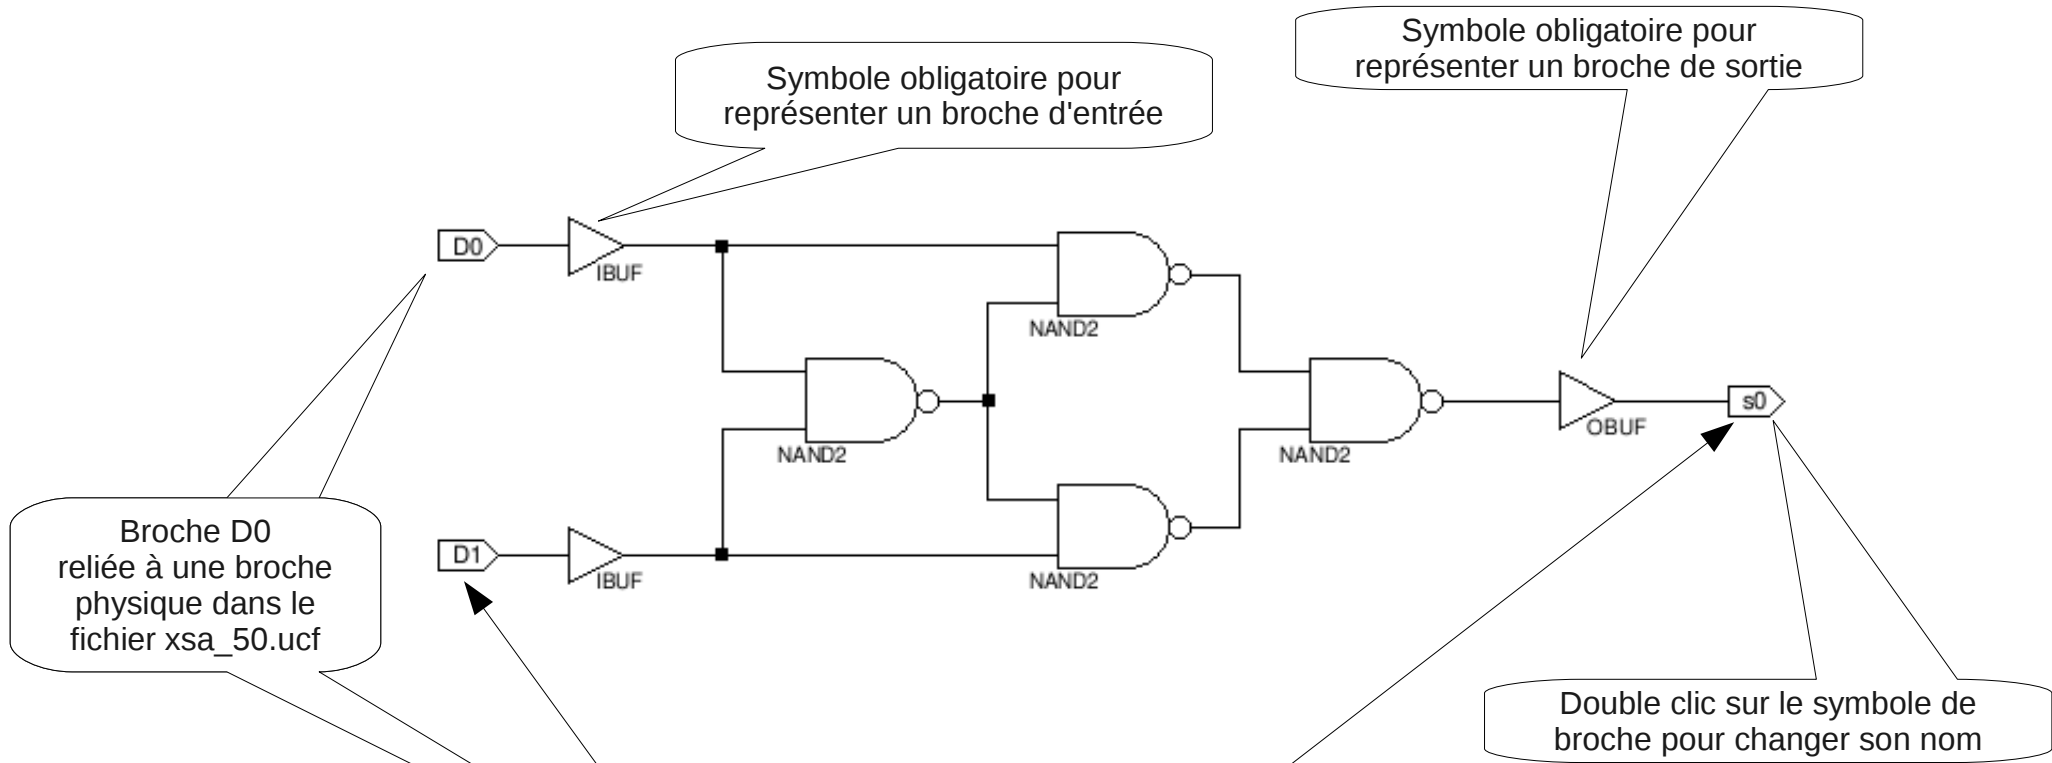 Symbole obligatoire pour
représenter un broche de sortie
Symbole obligatoire pour
représenter un broche d'entrée
D0
IBUF
NAND2
NAND2
NAND2
OBUF
s0
D1
IBUF
NAND2
Broche D0
reliée à une broche
physique dans le
fichier xsa_50.ucf
Double clic sur le symbole de
broche pour changer son nom